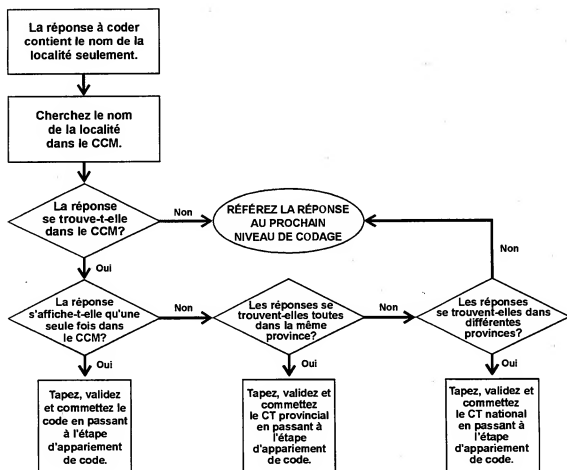 La réponse à coder
contient le nom de la
localité seulement.
Cherchez le nom
de la localité
dans le CCM.
La réponse
se trouve-t-elle
dans le CCM?
Non
RÉFÉREZ LA RÉPONSE
AU PROCHAIN
NIVEAU DE CODAGE
Non
Oui
La réponse
s'affiche-t-elle qu'une
seule fois dans
le CCM?
Non
Les réponses se
trouvent-elles toutes
dans la même
province?
Non
Les réponses
se trouvent-elles dans
différentes
provinces?
Oui
Oui
Oui
Tapez, validez
et commettez le
code en passant
à l'étape
d'appariement
de code.
Tapez, validez et
commettez
le CT provincial
en passant à
l'étape
d'appariement
de code.
Tapez, validez et
commettez
le CT national
en passant à
l'étape
d'appariement
de code.